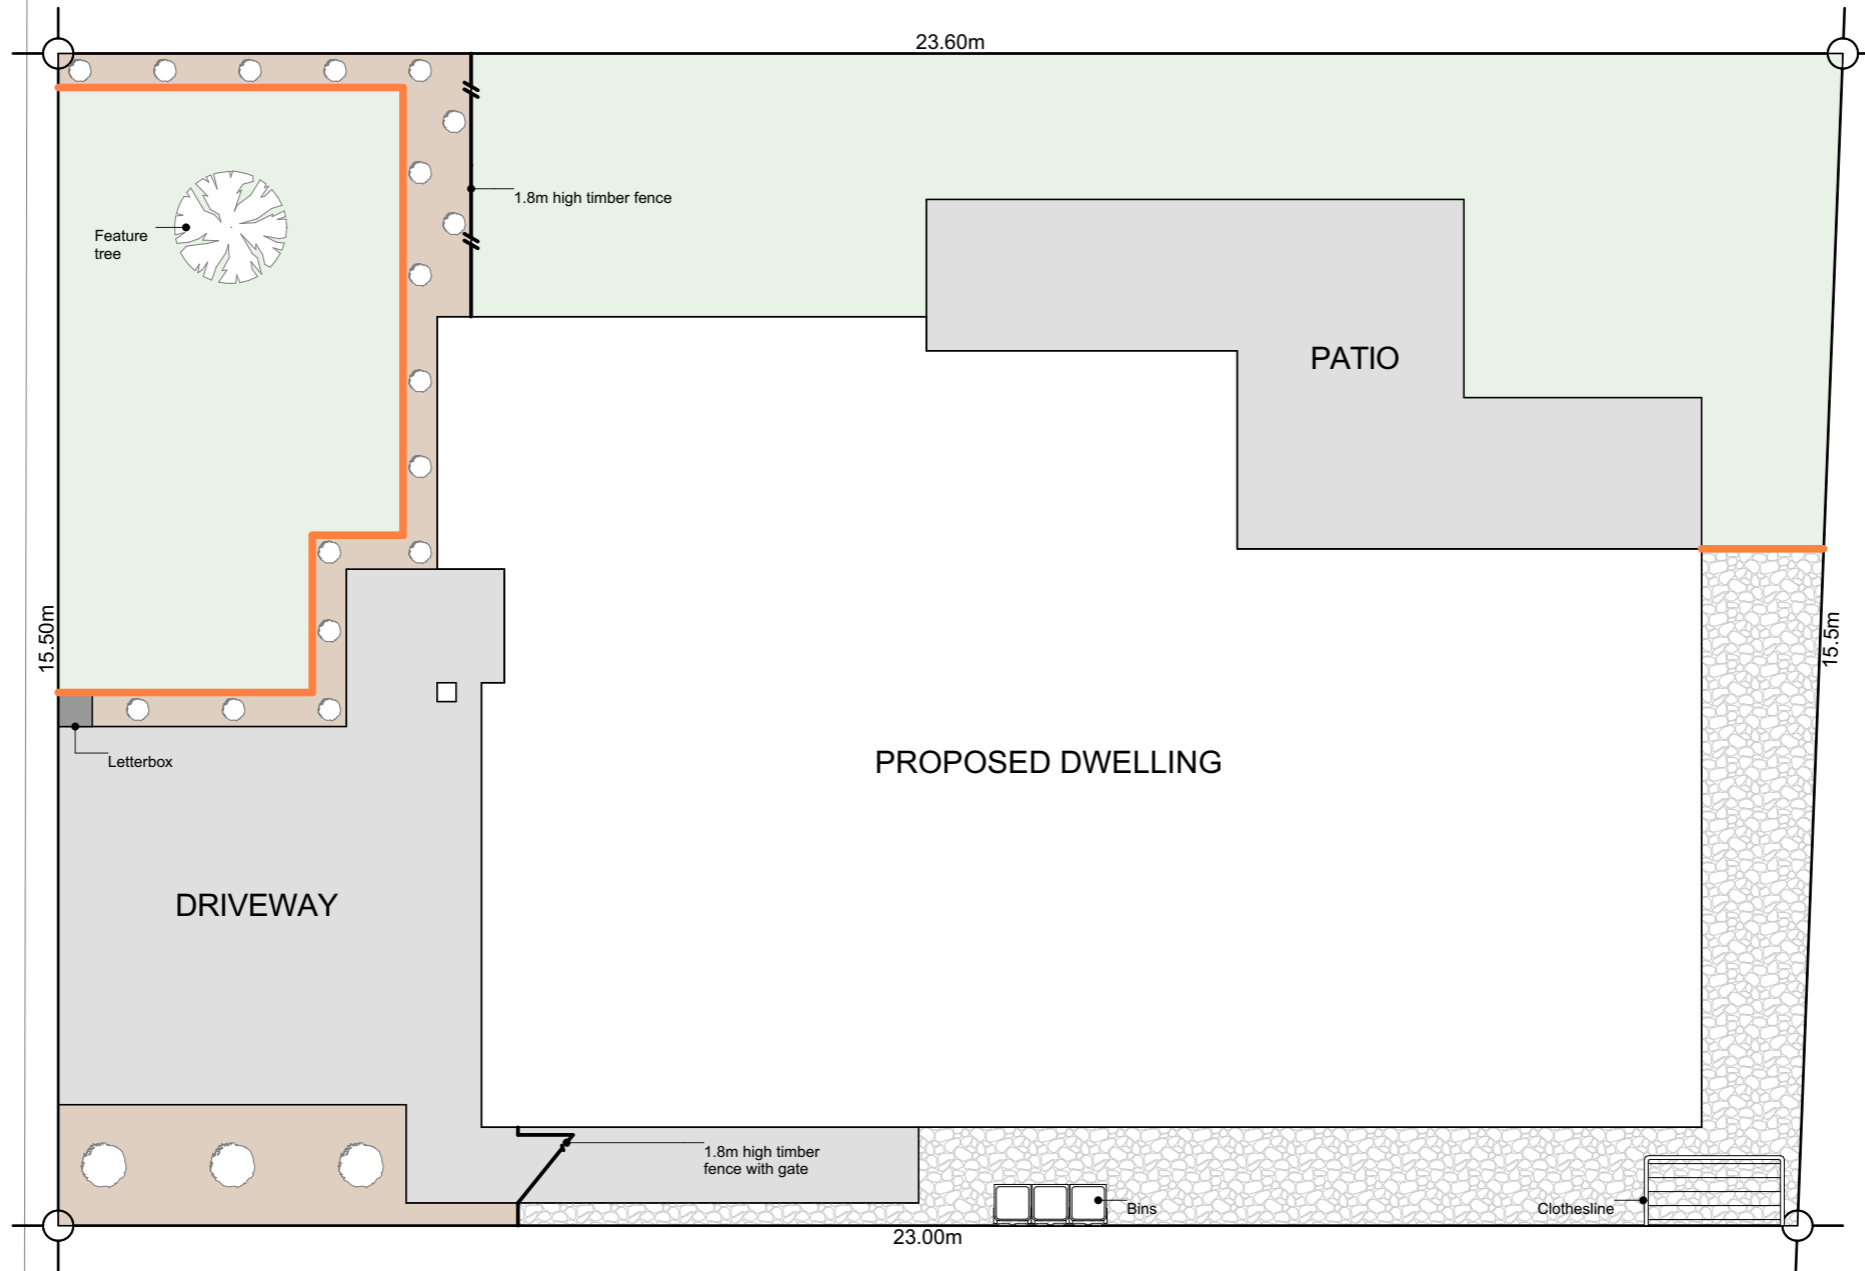 23.60m
1.8m high timber fence
Feature
tree
PATIO
15.50m
15.5m
Letterbox
PROPOSED DWELLING
DRIVEWAY
1.8m high timber
fence with gate
Bins
Clothesline
23.00m